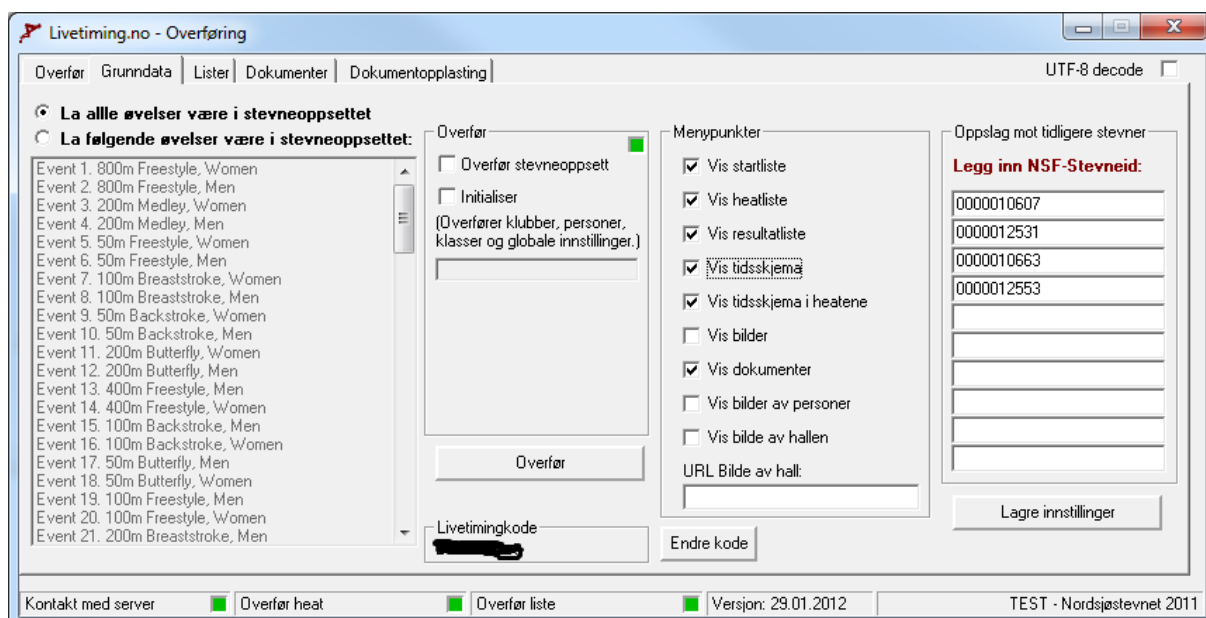 Livetiming.no - Overføring
Overfør Grunndata Lister Dokumenter Dokumentopplasting
UTF-8 decode
La allle øvelser være i stevneoppsettet
La følgende øvelser være i stevneoppsettet:
Event 1. 800m Freestyle, Women
Event 2. 800m Freestyle, Men
Event 3. 200m Medley, Women
Event 4. 200m Medley, Men
Event 5. 50m Freestyle, Women
Event 6. 50m Freestyle, Men
Event 7. 100m Breaststroke, Women
Event 8. 100m Breaststroke, Men
Event 9. 50m Backstroke, Women
Event 10. 50m Backstroke, Men
Event 11. 200m Butterfly, Women
Event 12. 200m Butterfly, Men
Event 13. 400m Freestyle, Men
Event 14. 400m Freestyle, Women
Event 15. 100m Backstroke, Men
Event 16. 100m Backstroke, Women
Event 17. 50m Butterfly, Men
Event 18. 50m Butterfly, Women
Event 19. 100m Freestyle, Men
Event 20. 100m Freestyle, Women
Event 21. 200m Breaststroke, Men
Overfør
Overfør stevneoppsett
Initialiser
(Overfører klubber, personer,
klasser og globale innstillinger.)
Overfør
Livetimingkode
Menypunkter
Vis startliste
Vis heatliste
Vis resultatliste
Vis tidsskjema
Vis tidsskjema i heatene
Vis bilder
Vis dokumenter
Vis bilder av personer
Vis bilde av hallen
URL Bilde av hall:
Endre kode
Oppslag mot tidligere stevner
Legg inn NSF-Stevneid:
0000010607
0000012531
0000010663
0000012553
Lagre innstillinger
Kontakt med server
Overfør heat
Overfør liste
Versjon: 29.01.2012
TEST - Nordsjøstevnet 2011